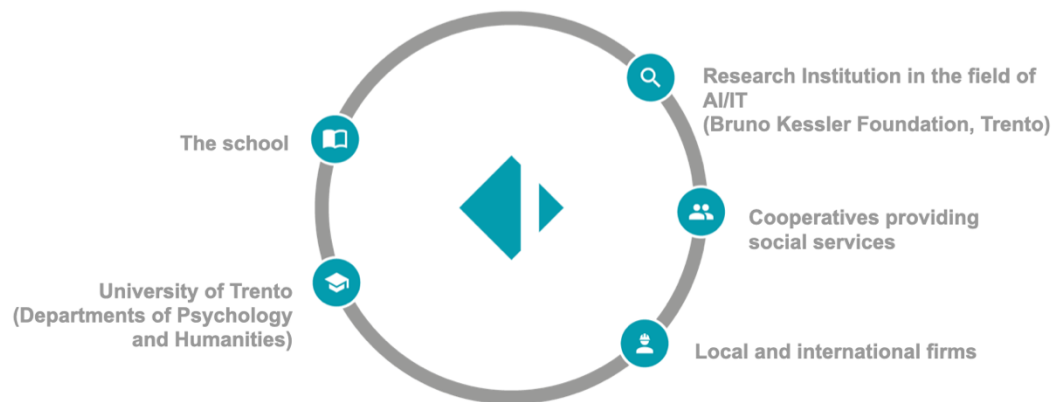 The school
University of Trento
(Departments of Psychology
and Humanities)
Research Institution in the field of
AI/IT
(Bruno Kessler Foundation, Trento)
Cooperatives providing
social services
Local and international firms